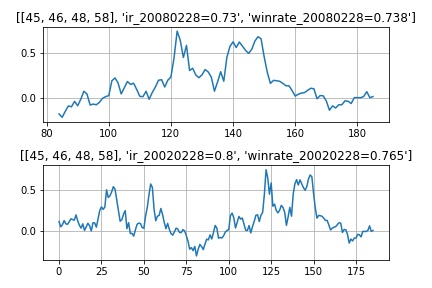 [[45, 46, 48, 58], 'ir_20080228=0.73', 'winrate_20080228=0.738']
0.5
0.0
80 100 120 140 160 180
[[45, 46, 48, 58], 'ir_20020228=0.8', 'winrate_20020228=0.765']
0.5
0.0
0 25 50 75 100 125 150 175